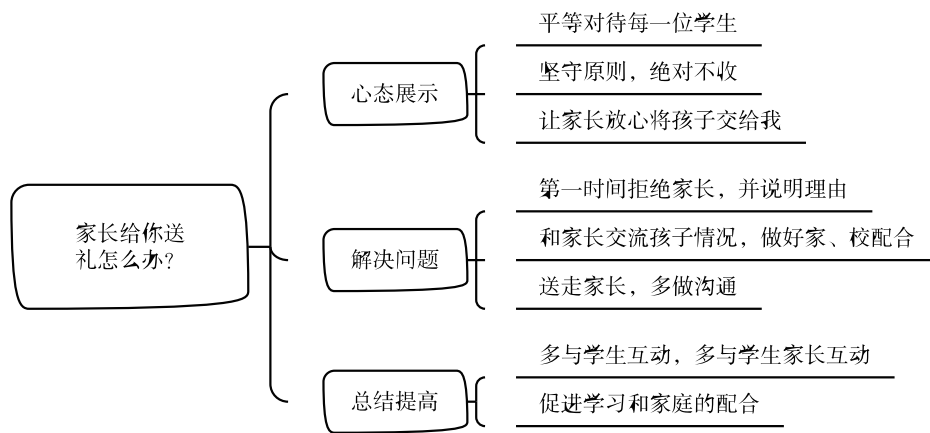 家长给你送
礼怎么办?
心态展示
平等对待每一位学生
坚守原则，绝对不收
让家长放心将孩子交给我
解决问题
第一时间拒绝家长，并说明理由
和家长交流孩子情况，做好家、校配合
送走家长，多做沟通
总结提高
多与学生互动，多与学生家长互动
促进学习和家庭的配合